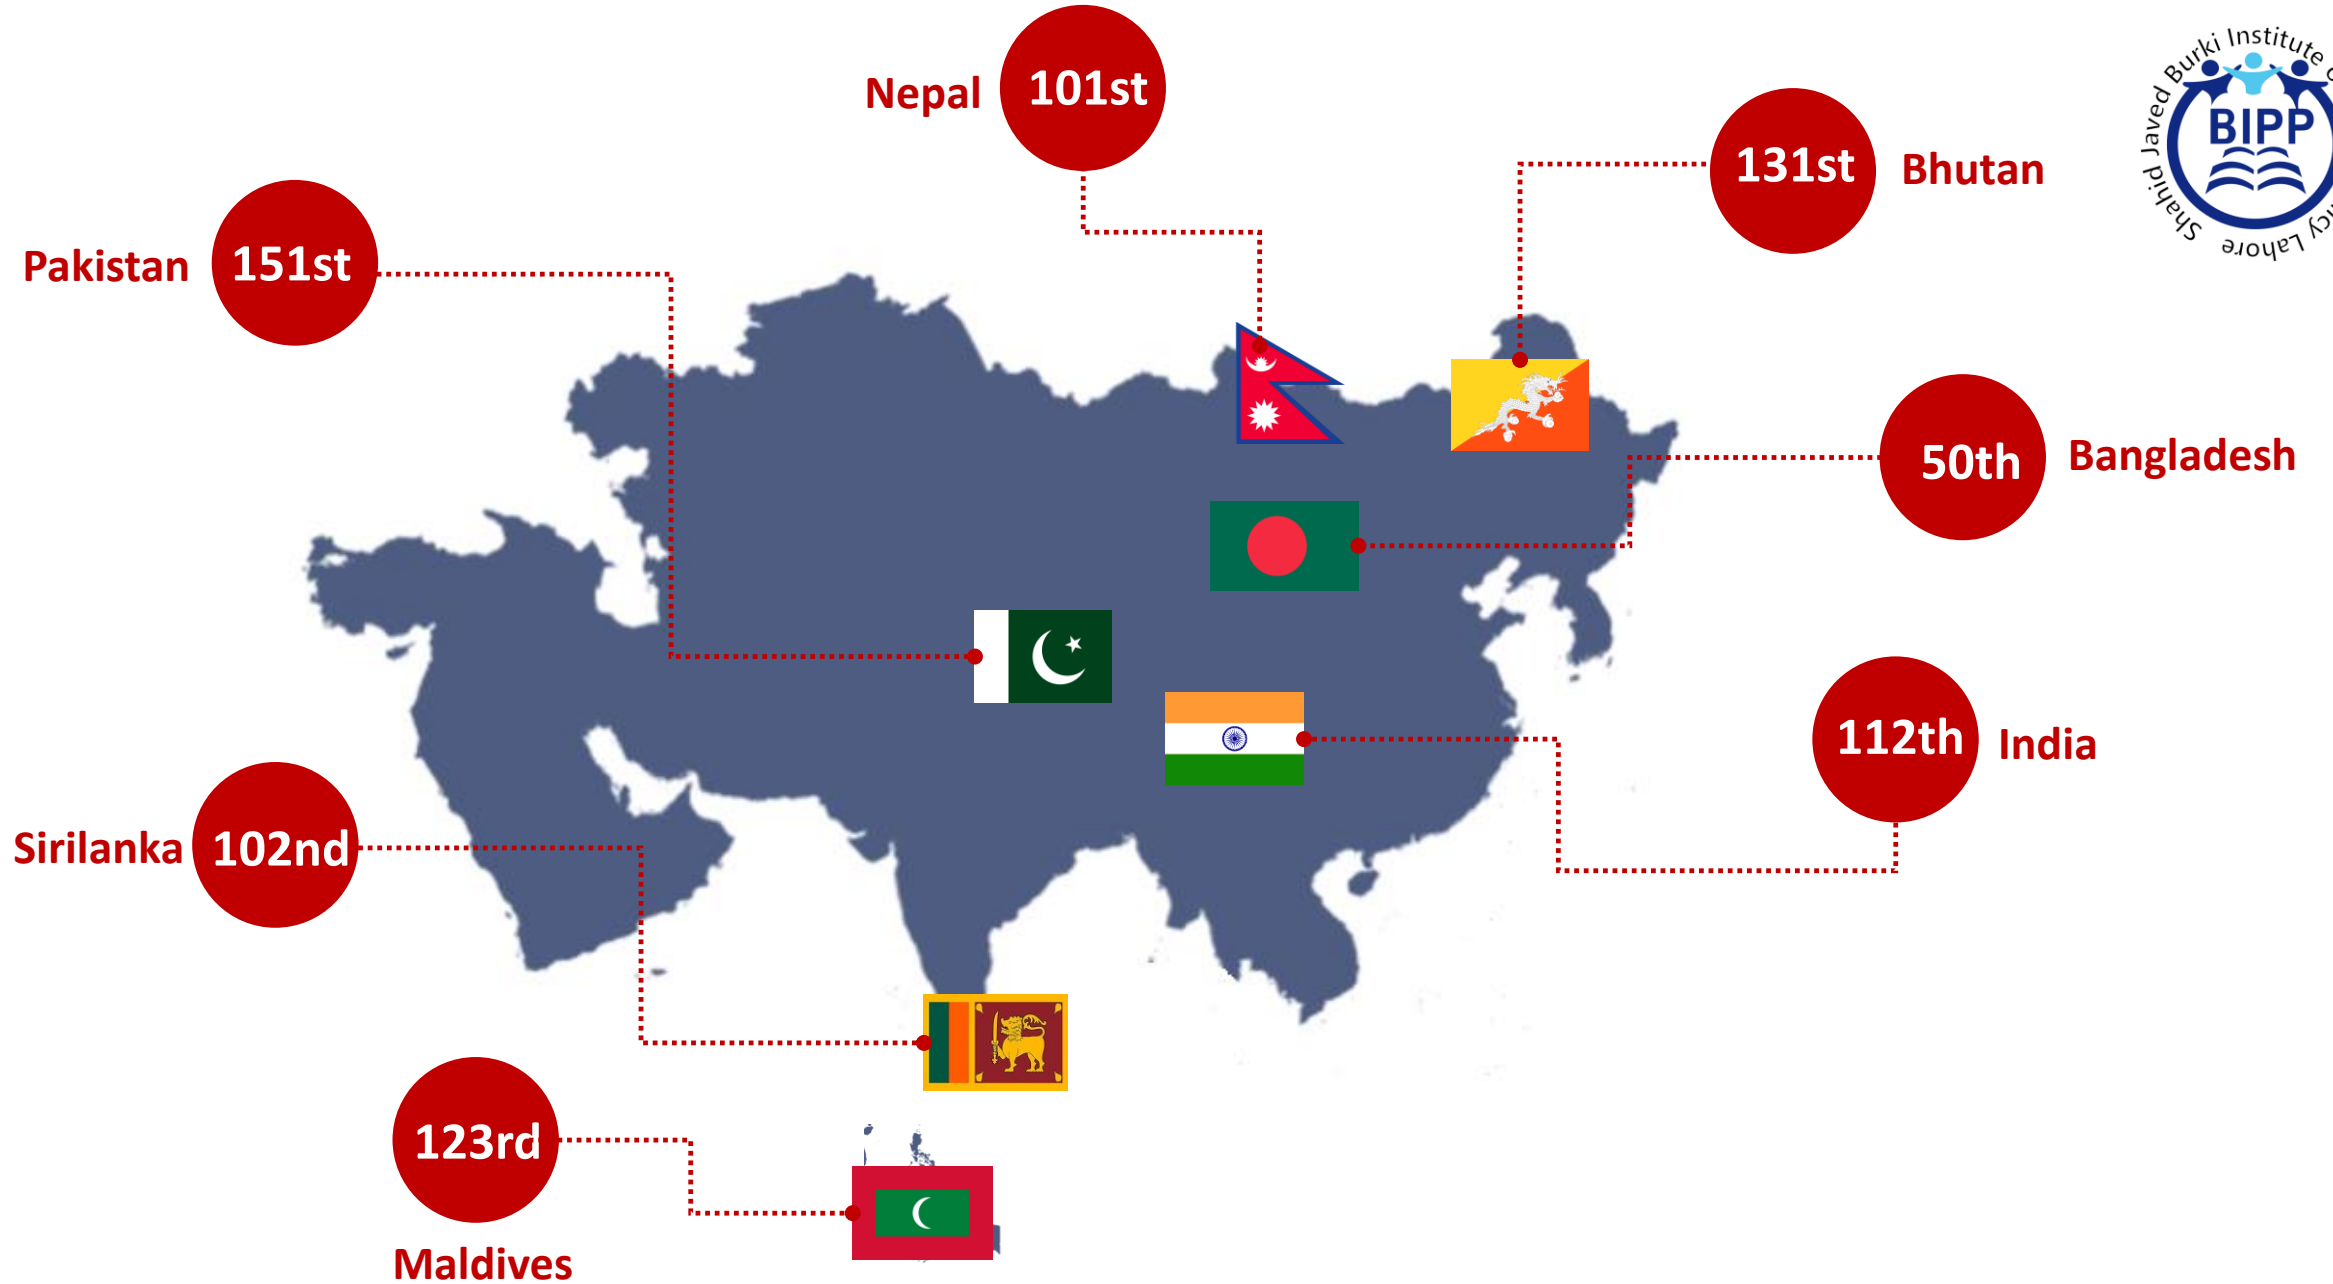 Nepal
101st
131st
Bhutan
Shahid Javed Burki Institute
Lahore
BIPP
Pakistan
151st
50th
Bangladesh
112th
India
Sirilanka
102nd
123rd
Maldives